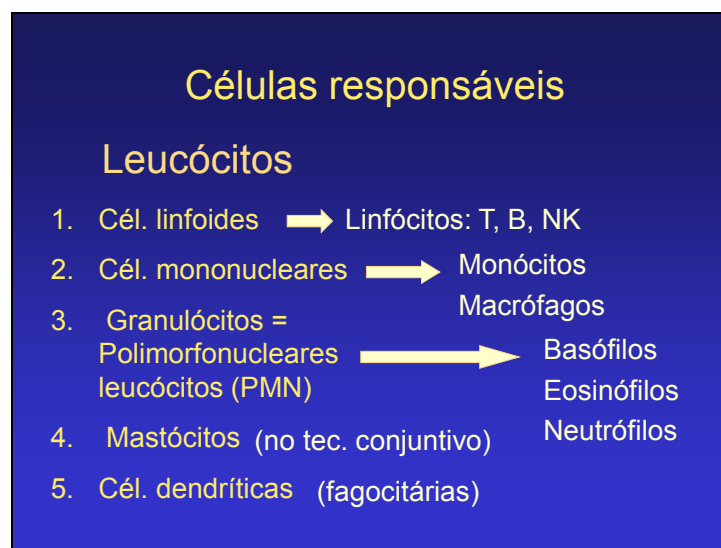 Células responsáveis
Leucócitos
1. Cél. linfoides Linfócitos: T, B, NK
2. Cél. mononucleares Monócitos
Macrófagos
3. Granulócitos =
Polimorfonucleares
leucócitos (PMN)
Basófilos
Eosinófilos
Neutrófilos
4. Mastócitos (no tec. conjuntivo)
5. Cél. dendríticas (fagocitárias)